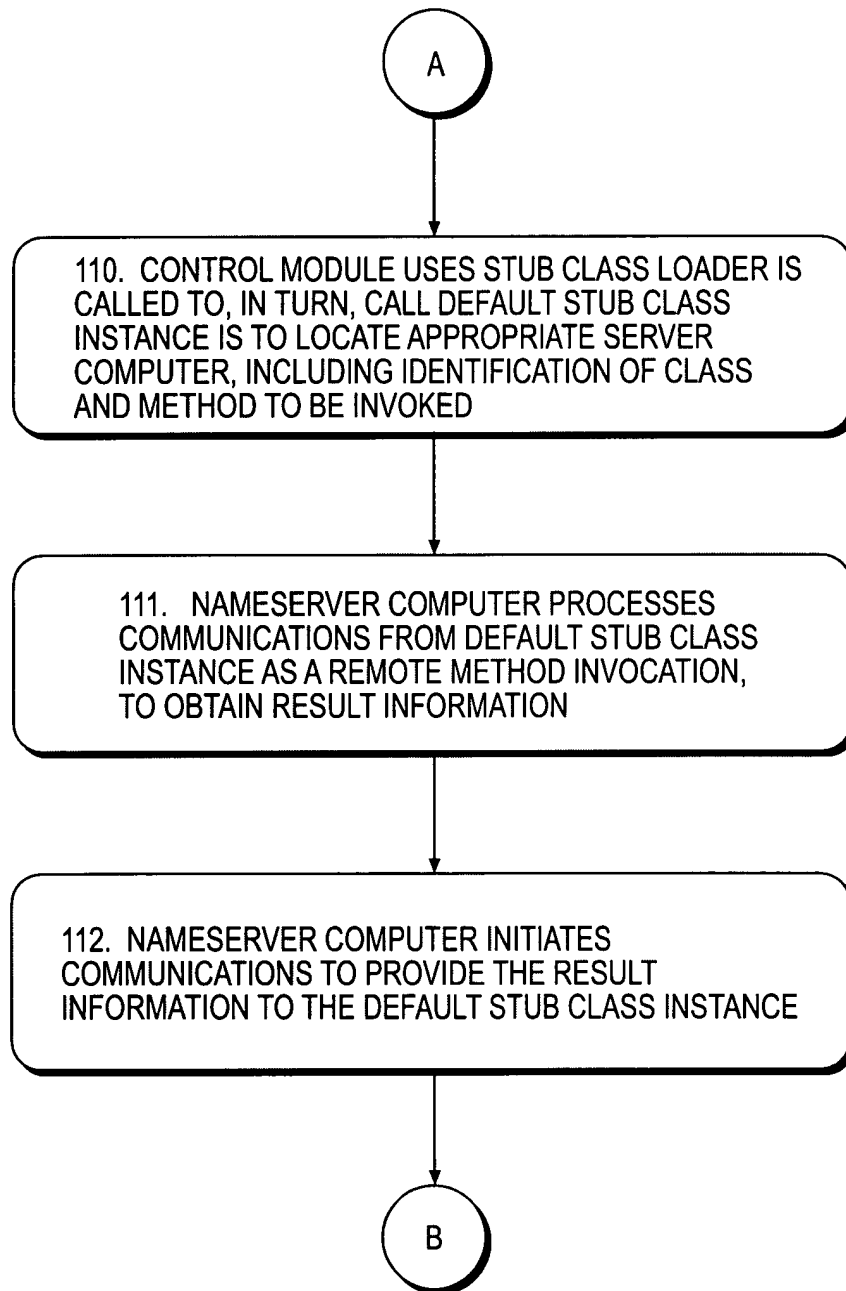 A
110. CONTROL MODULE USES STUB CLASS LOADER IS
CALLED TO, IN TURN, CALL DEFAULT STUB CLASS
INSTANCE IS TO LOCATE APPROPRIATE SERVER
COMPUTER, INCLUDING IDENTIFICATION OF CLASS
AND METHOD TO BE INVOKED
111. NAMESERVER COMPUTER PROCESSES
COMMUNICATIONS FROM DEFAULT STUB CLASS
INSTANCE AS A REMOTE METHOD INVOCATION,
TO OBTAIN RESULT INFORMATION
112. NAMESERVER COMPUTER INITIATES
COMMUNICATIONS TO PROVIDE THE RESULT
INFORMATION TO THE DEFAULT STUB CLASS INSTANCE
B